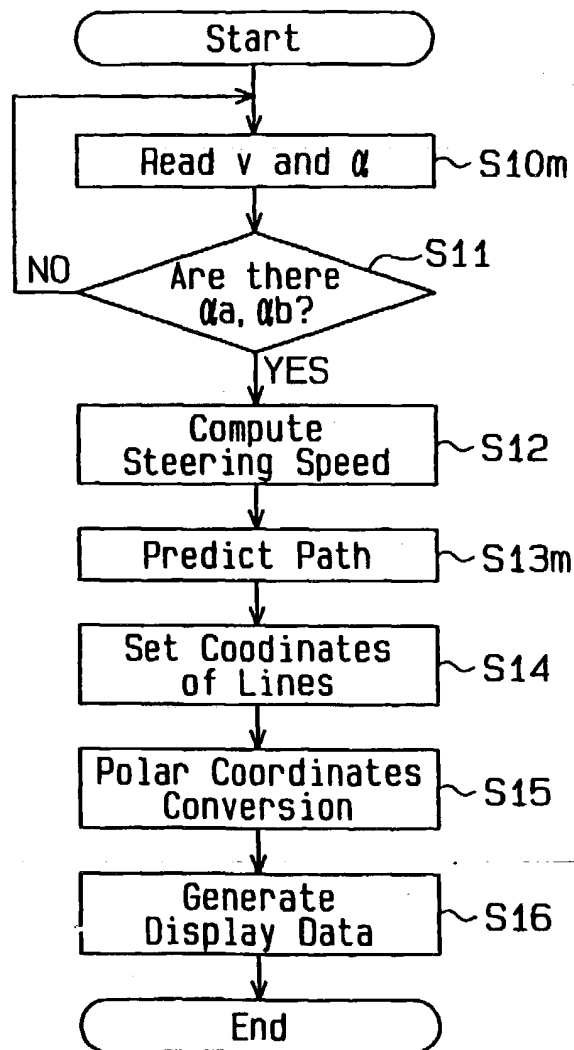 Start
Read v and α
S10m
S11
NO
Are there
αa, αb?
YES
Compute
Steering Speed
S12
Predict Path
S13m
Set Coodinates
of Lines
S14
Polar Coordinates
Conversion
S15
Generate
Display Data
S16
End